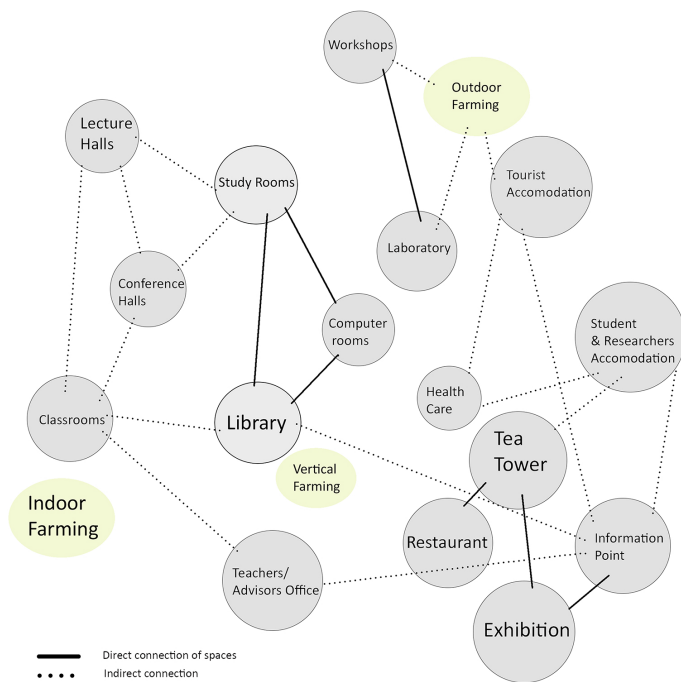 Workshops
Outdoor
Farming
Lecture
Halls
Study Rooms
Tourist
Accomodation
Laboratory
Conference
Halls
Computer
rooms
Student
& Researchers
Accomodation
Health
Care
Classrooms
Library
Tea
Tower
Vertical
Farming
Indoor
Farming
Restaurant
Information
Point
Teachers/
Advisors Office
Exhibition
Direct connection of spaces
Indirect connection